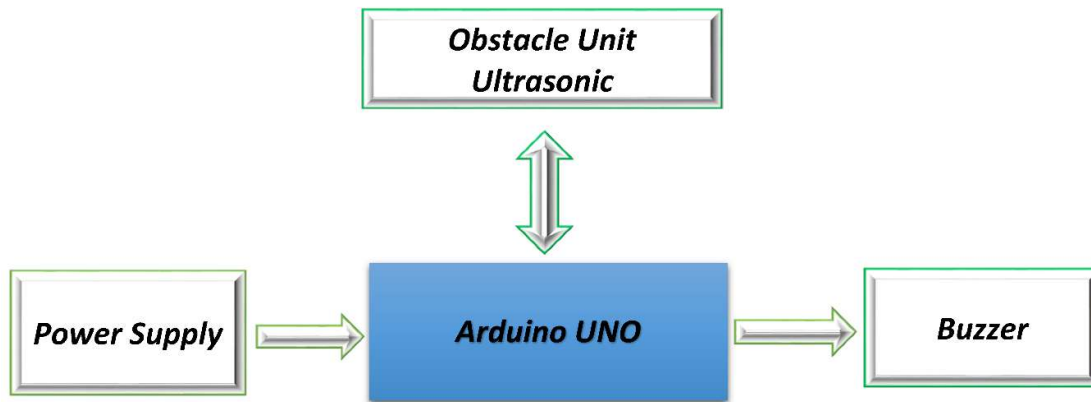 Obstacle Unit
Ultrasonic
Power Supply
Arduino UNO
Buzzer